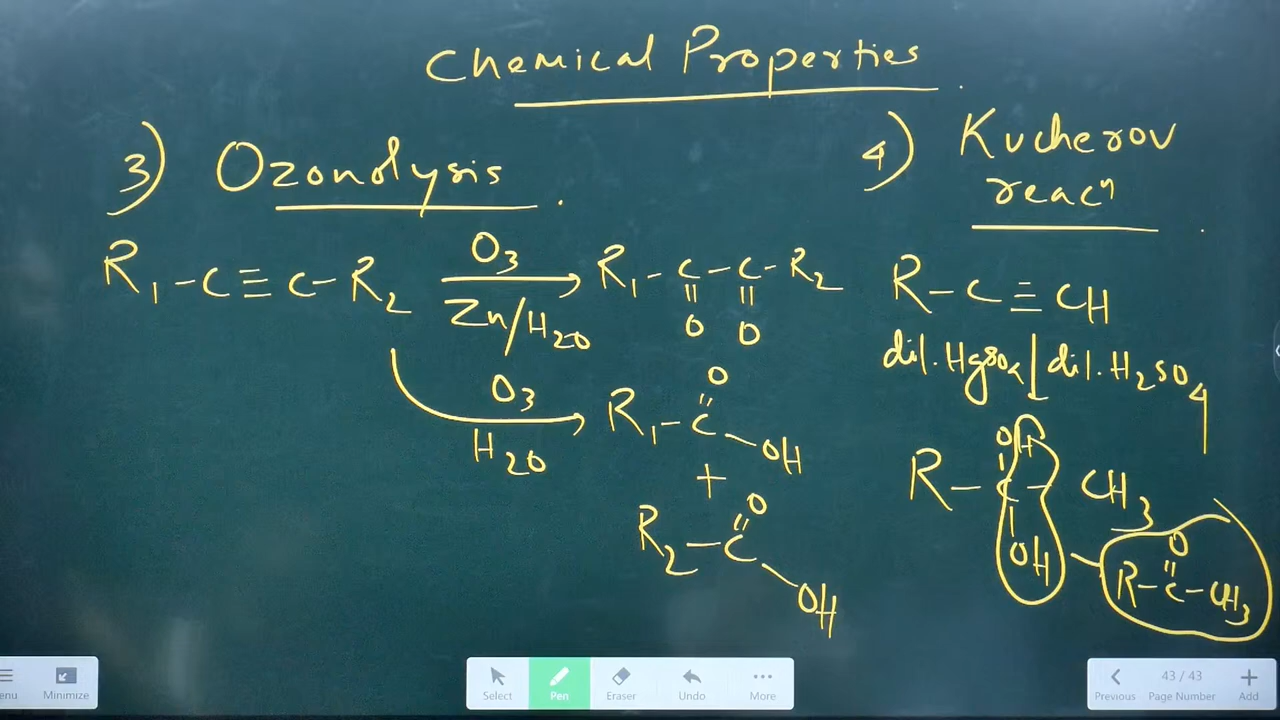 Chemical Properties
3) Ozonolysis
R₁-C≡C-R₂
O₃
Zn/H₂O
R₁-C-C-R₂
O O
O₃
H₂O
O
R₁-C
OH
+
O
R₂-C
OH
4) Kucherov
reacⁿ
R-C≡CH
dil. HgSO₄ dil. H₂SO₄
OH
R-C-CH₃
OH
O
R-C-CH₃
enu
Minimize
Select
Pen
Eraser
Undo
More
Previous
43 / 43
Page Number
Add